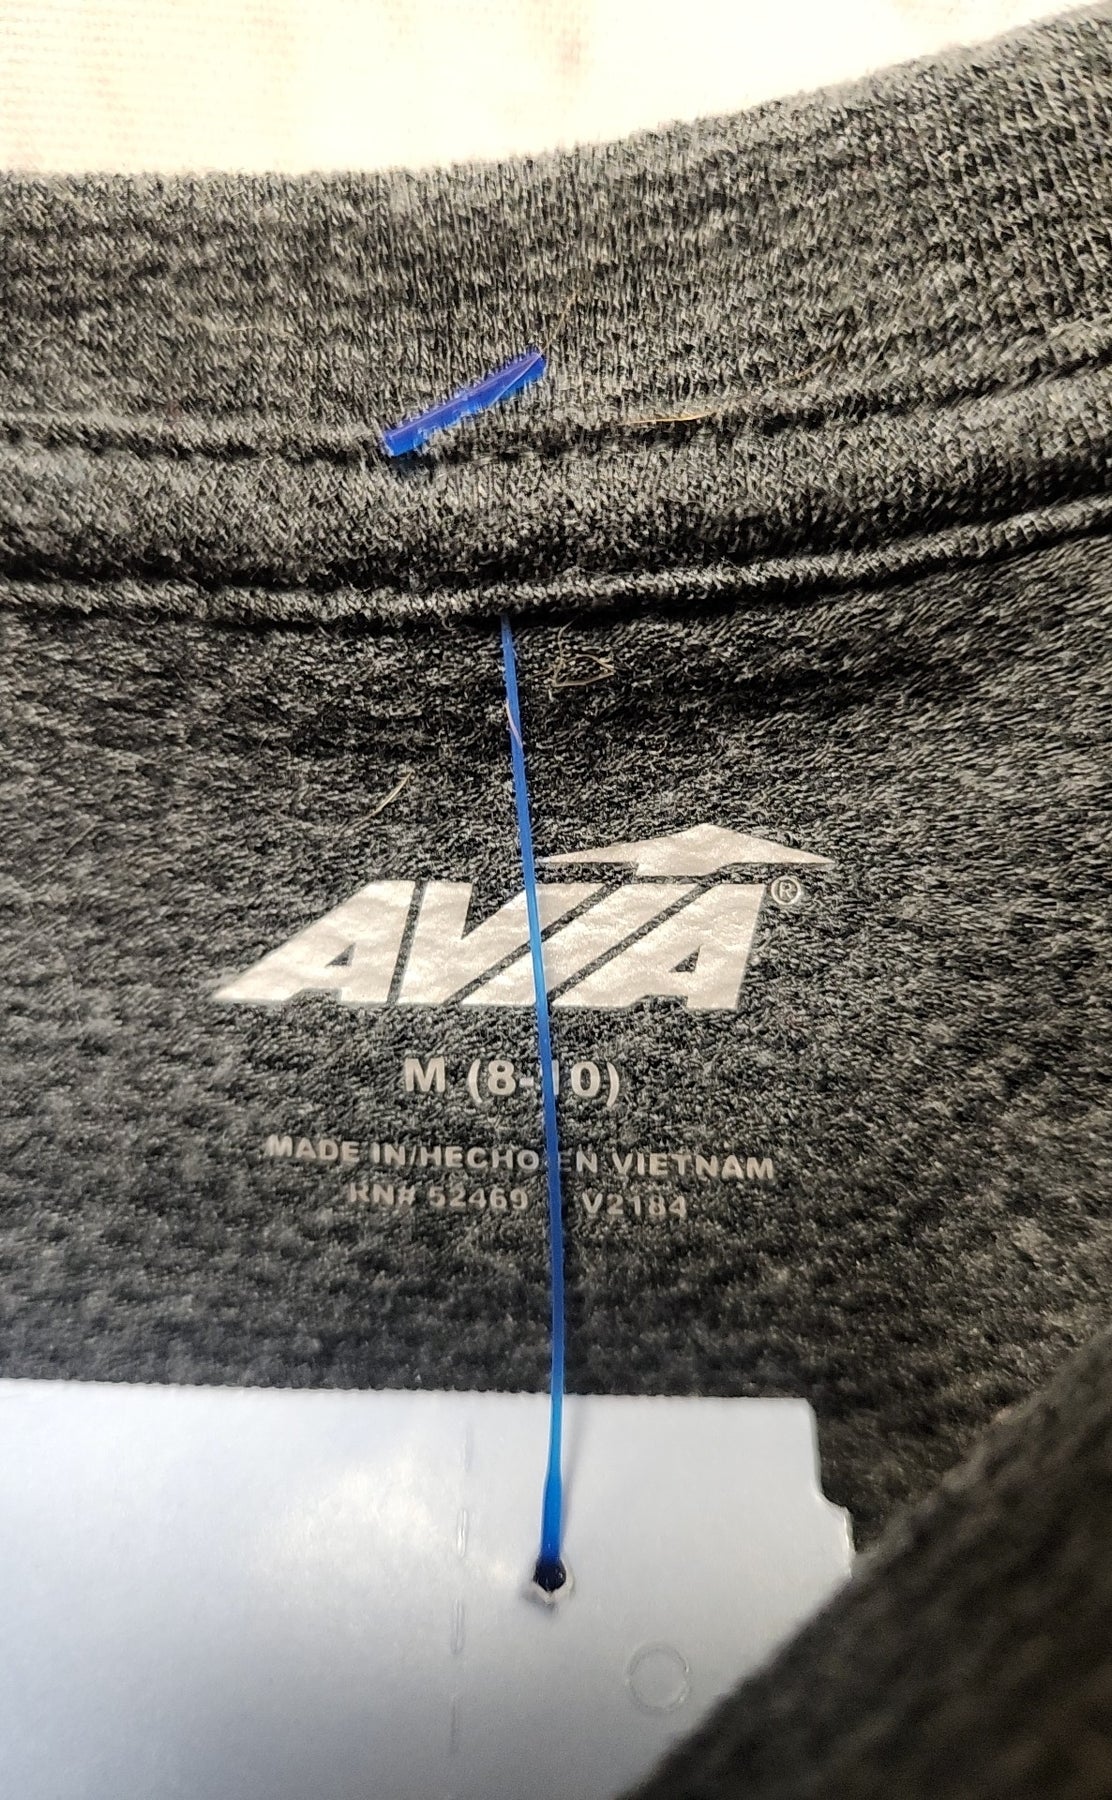 AVIA®
M (8-10)
MADE IN/HECHO EN VIETNAM
RN# 52469 V2184